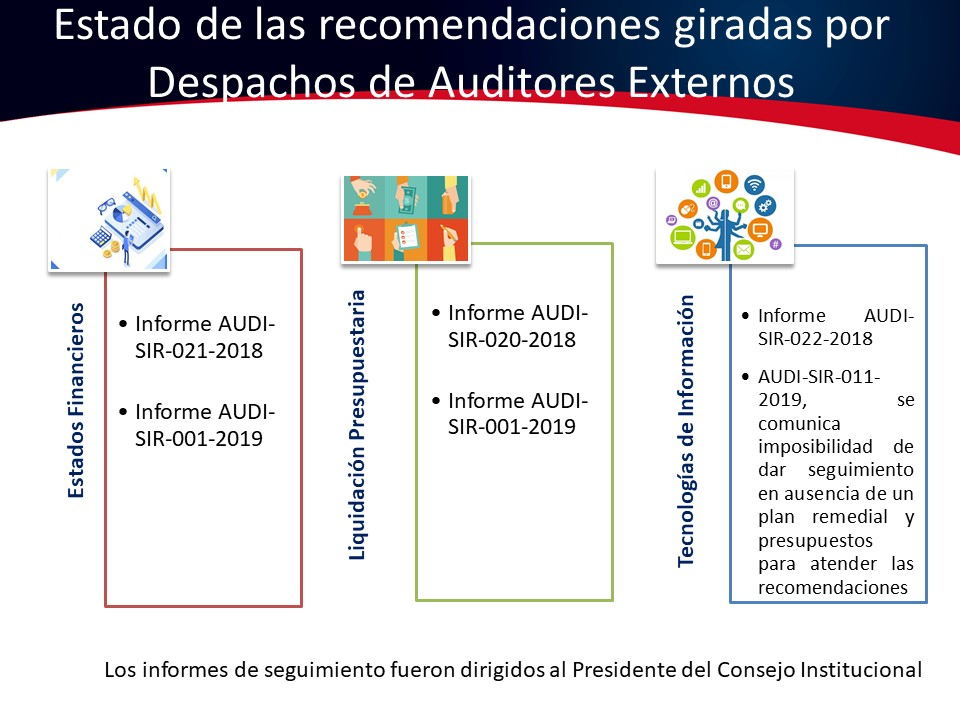 Estado de las recomendaciones giradas por
Despachos de Auditores Externos
Estados Financieros
• Informe AUDI-
SIR-021-2018
• Informe AUDI-
SIR-001-2019
Liquidación Presupuestaria
• Informe AUDI-
SIR-020-2018
• Informe AUDI-
SIR-001-2019
Tecnologías de Información
• Informe AUDI-
SIR-022-2018
• AUDI-SIR-011-
2019, se
comunica
imposibilidad de
dar seguimiento
en ausencia de un
plan remedial y
presupuestos
para atender las
recomendaciones
Los informes de seguimiento fueron dirigidos al Presidente del Consejo Institucional